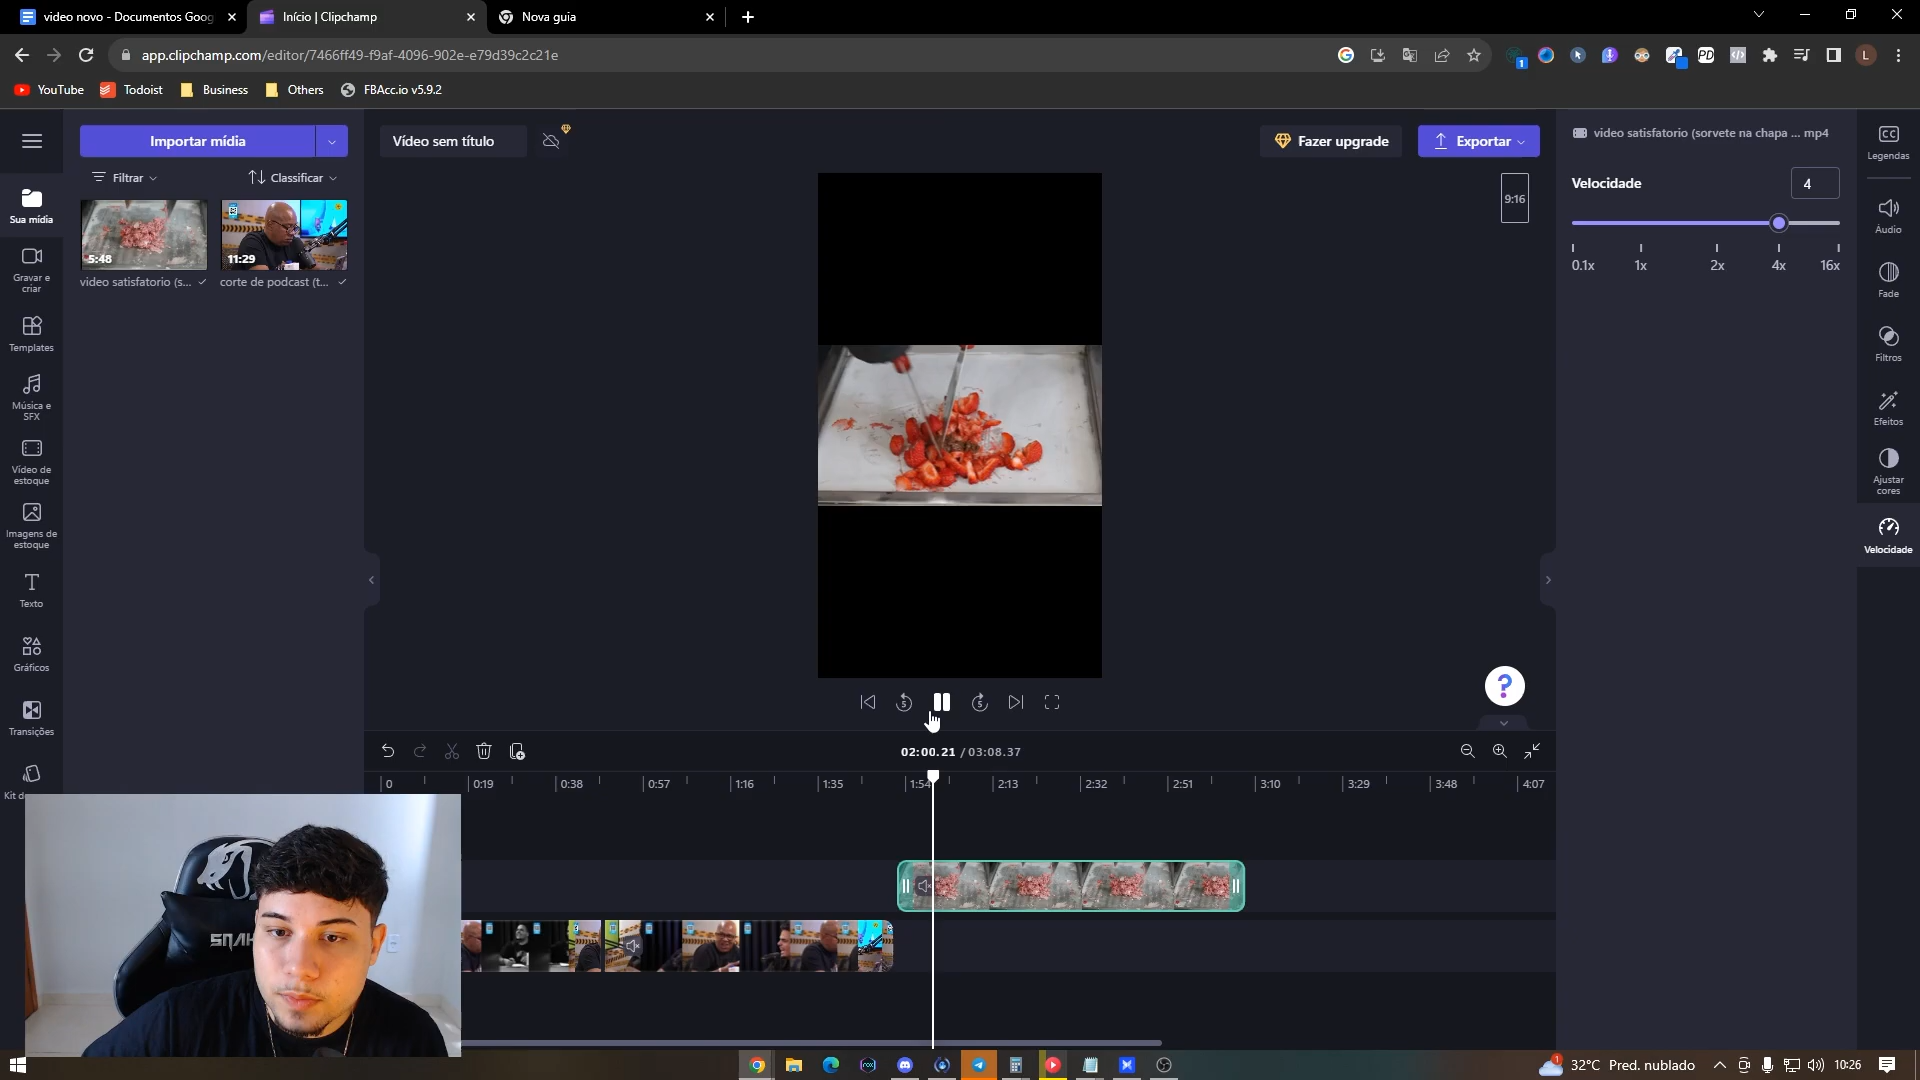 video novo - Documentos Goog
Início | Clipchamp
Nova guia
app.clipchamp.com/editor/7466ff49-f9af-4096-902e-e79d39c2c21e
YouTube
Todoist
Business
Others
FBAcc.io v5.9.2
Importar mídia
Filtrar
Classificar
5:48
11:29
video satisfatorio (s...
corte de podcast (t...
Sua mídia
Gravar e
criar
Templates
Música e
SFX
Vídeo de
estoque
Imagens de
estoque
Texto
Gráficos
Transições
Kit d
Vídeo sem título
Fazer upgrade
Exportar
9:16
video satisfatorio (sorvete na chapa ... mp4
Velocidade
4
0.1x
1x
2x
4x
16x
Legendas
Áudio
Fade
Filtros
Efeitos
Ajustar
cores
Velocidade
5
5
?
02:00.21 / 03:08.37
0
0:19
0:38
0:57
1:16
1:35
1:54
2:13
2:32
2:51
3:10
3:29
3:48
4:07
32°C Pred. nublado
10:26